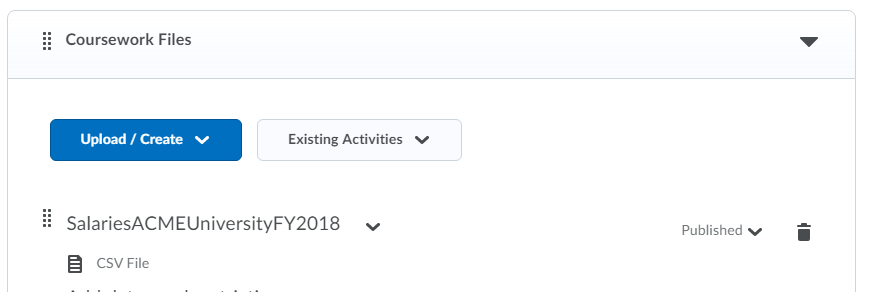 Coursework Files
Upload / Create
Existing Activities
SalariesACMEUniversityFY2018
Published
CSV File